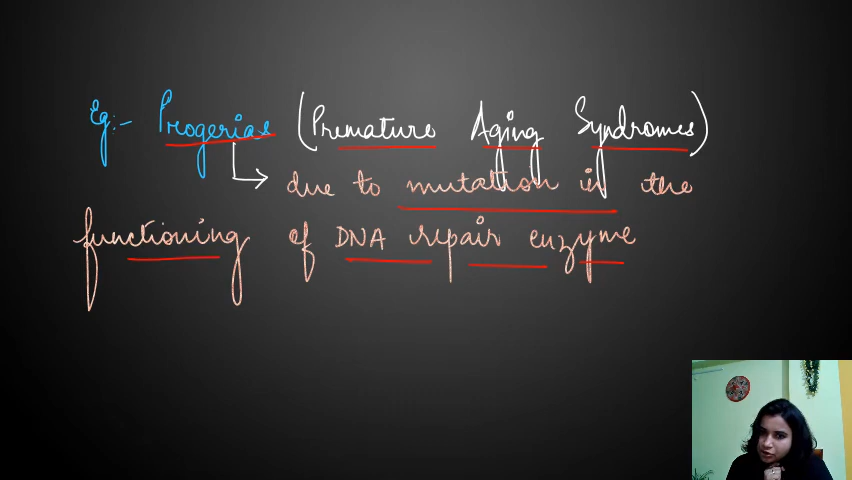 Eg:- Progerias (Premature Aging Syndromes)
due to mutation in the
functioning of DNA repair enzyme